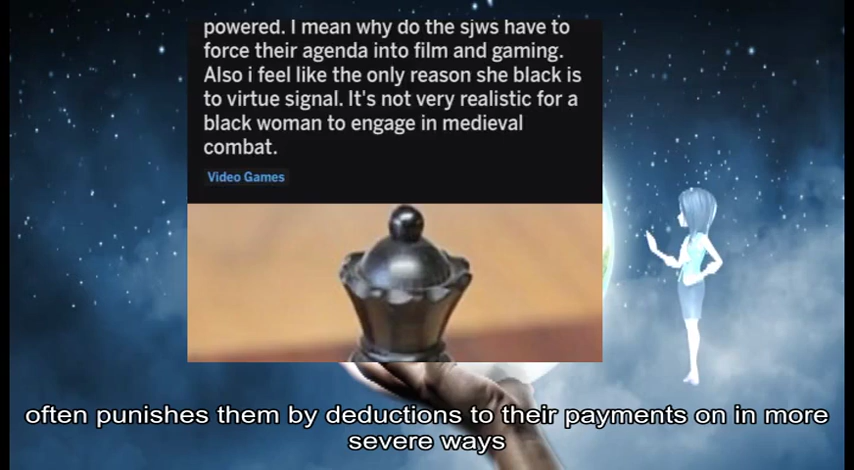 powered. I mean why do the sjws have to
force their agenda into film and gaming.
Also i feel like the only reason she black is
to virtue signal. It's not very realistic for a
black woman to engage in medieval
combat.
Video Games
often punishes them by deductions to their payments on in more
severe ways